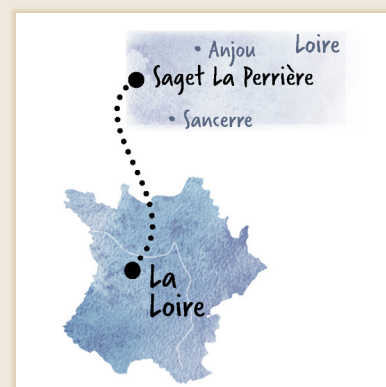 • Anjou Loire
Saget La Perrière
• Sancerre
La
Loire